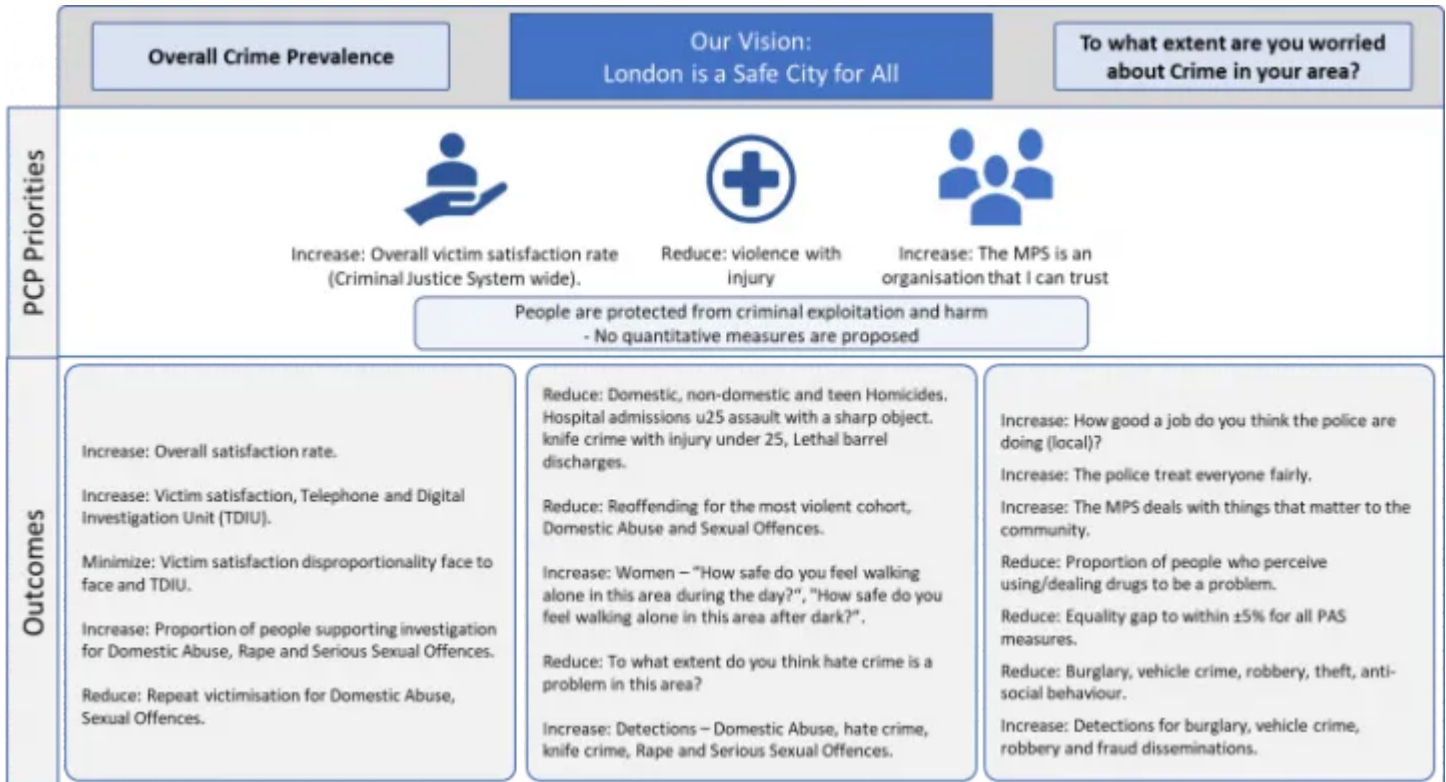 Overall Crime Prevalence
Our Vision:
London is a Safe City for All
To what extent are you worried
about Crime in your area?
PCP Priorities
Increase: Overall victim satisfaction rate
(Criminal Justice System wide).
Reduce: violence with
injury
Increase: The MPS is an
organisation that I can trust
People are protected from criminal exploitation and harm
- No quantitative measures are proposed
Outcomes
Increase: Overall satisfaction rate.
Increase: Victim satisfaction, Telephone and Digital
Investigation Unit (TDIU).
Minimize: Victim satisfaction disproportionality face to
face and TDIU.
Increase: Proportion of people supporting investigation
for Domestic Abuse, Rape and Serious Sexual Offences.
Reduce: Repeat victimisation for Domestic Abuse,
Sexual Offences.
Reduce: Domestic, non-domestic and teen Homicides.
Hospital admissions u25 assault with a sharp object.
knife crime with injury under 25, Lethal barrel
discharges.
Reduce: Reoffending for the most violent cohort,
Domestic Abuse and Sexual Offences.
Increase: Women – "How safe do you feel walking
alone in this area during the day?", "How safe do you
feel walking alone in this area after dark?".
Reduce: To what extent do you think hate crime is a
problem in this area?
Increase: Detections – Domestic Abuse, hate crime,
knife crime, Rape and Serious Sexual Offences.
Increase: How good a job do you think the police are
doing (local)?
Increase: The police treat everyone fairly.
Increase: The MPS deals with things that matter to the
community.
Reduce: Proportion of people who perceive
using/dealing drugs to be a problem.
Reduce: Equality gap to within ±5% for all PAS
measures.
Reduce: Burglary, vehicle crime, robbery, theft, anti-
social behaviour.
Increase: Detections for burglary, vehicle crime,
robbery and fraud disseminations.